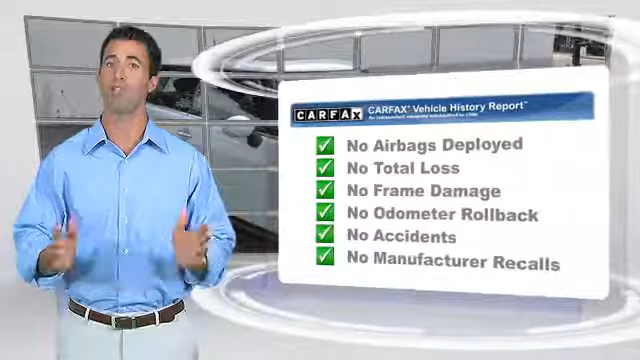 CARFAX CARFAX® Vehicle History Report™
No Airbags Deployed
No Total Loss
No Frame Damage
No Odometer Rollback
No Accidents
No Manufacturer Recalls